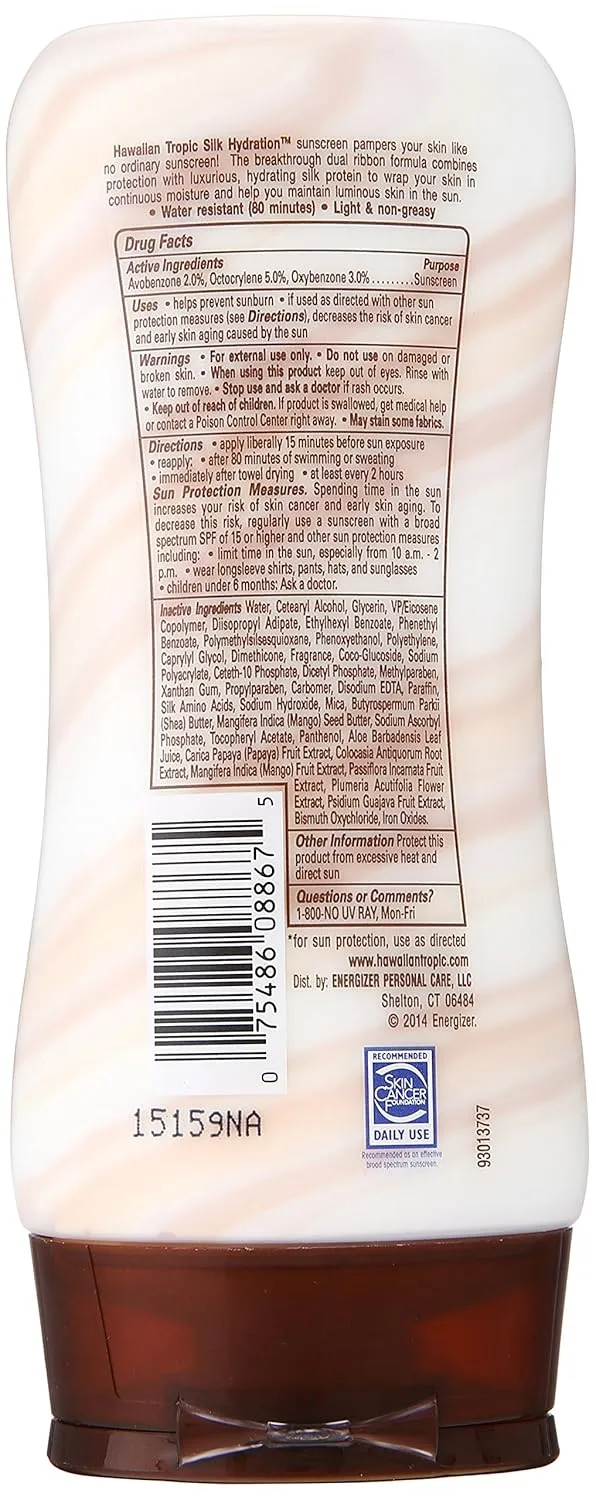 Hawaiian Tropic Silk Hydration™ sunscreen pampers your skin like
no ordinary sunscreen! The breakthrough dual ribbon formula combines
protection with luxurious, hydrating silk protein to wrap your skin in
continuous moisture and help you maintain luminous skin in the sun.
• Water resistant (80 minutes) • Light & non-greasy
Drug Facts
Active Ingredients Purpose
Avobenzone 2.0%, Octocrylene 5.0%, Oxybenzone 3.0%..........Sunscreen
Uses • helps prevent sunburn • if used as directed with other sun
protection measures (see Directions), decreases the risk of skin cancer
and early skin aging caused by the sun
Warnings • For external use only. • Do not use on damaged or
broken skin. • When using this product keep out of eyes. Rinse with
water to remove. • Stop use and ask a doctor if rash occurs.
• Keep out of reach of children. If product is swallowed, get medical help
or contact a Poison Control Center right away. • May stain some fabrics.
Directions • apply liberally 15 minutes before sun exposure
• reapply: • after 80 minutes of swimming or sweating
• immediately after towel drying • at least every 2 hours
Sun Protection Measures. Spending time in the sun
increases your risk of skin cancer and early skin aging. To
decrease this risk, regularly use a sunscreen with a broad
spectrum SPF of 15 or higher and other sun protection measures
including: • limit time in the sun, especially from 10 a.m. - 2
p.m. • wear longsleeve shirts, pants, hats, and sunglasses
• children under 6 months: Ask a doctor.
Inactive Ingredients Water, Cetearyl Alcohol, Glycerin, VP/Eicosene
Copolymer, Diisopropyl Adipate, Ethylhexyl Benzoate, Phenethyl
Benzoate, Polymethylsilsesquioxane, Phenoxyethanol, Polyethylene,
Caprylyl Glycol, Dimethicone, Fragrance, Coco-Glucoside, Sodium
Polyacrylate, Ceteth-10 Phosphate, Dicetyl Phosphate, Methylparaben,
Xanthan Gum, Propylparaben, Carbomer, Disodium EDTA, Paraffin,
Silk Amino Acids, Sodium Hydroxide, Mica, Butyrospermum Parkii
(Shea) Butter, Mangifera Indica (Mango) Seed Butter, Sodium Ascorbyl
Phosphate, Tocopheryl Acetate, Panthenol, Aloe Barbadensis Leaf
Juice, Carica Papaya (Papaya) Fruit Extract, Colocasia Antiquorum Root
Extract, Mangifera Indica (Mango) Fruit Extract, Passiflora Incarnata Fruit
Extract, Plumeria Acutifolia Flower
Extract, Psidium Guajava Fruit Extract,
Bismuth Oxychloride, Iron Oxides.
Other Information Protect this
product from excessive heat and
direct sun
Questions or Comments?
1-800-NO UV RAY, Mon-Fri
*for sun protection, use as directed
www.hawaiiantropic.com
Dist. by: ENERGIZER PERSONAL CARE, LLC
Shelton, CT 06484
© 2014 Energizer.
0 75486 08867 5
RECOMMENDED
SKIN
CANCER
FOUNDATION
DAILY USE
Recommended as an effective
broad spectrum sunscreen.
15159NA
93013737